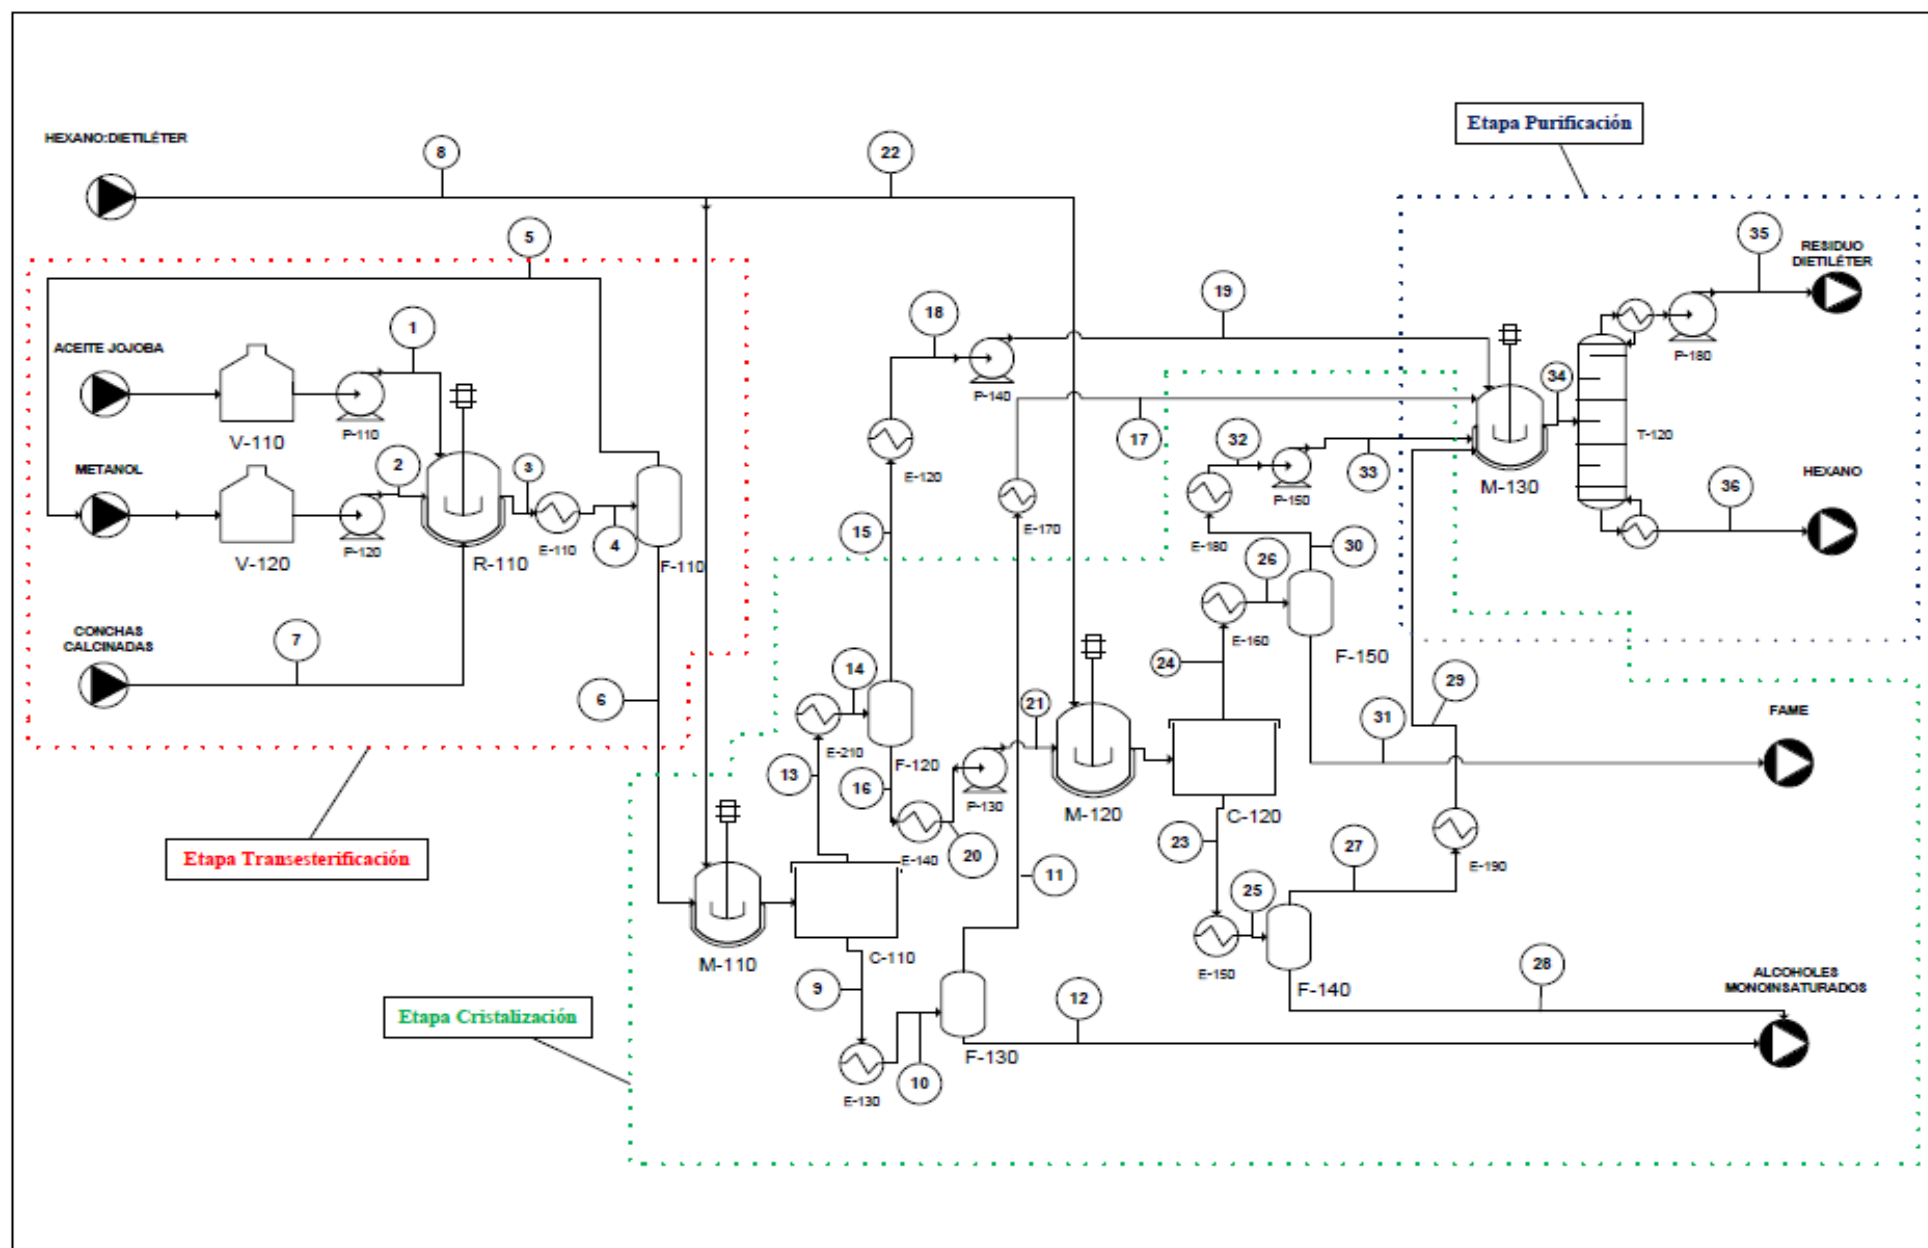 HEXANO:DIETILÉTER
8
22
Etapa Purificación
5
35
RESIDUO
DIETILÉTER
19
18
1
ACEITE JOJOBA
V-110
P-110
P-140
P-180
34
T-120
17
32
33
P-150
M-130
HEXANO
36
METANOL
2
3
V-120
P-120
R-110
E-110
4
F-110
E-120
15
E-170
E-180
30
26
E-160
F-150
CONCHAS
CALCINADAS
7
6
14
E-210
F-120
13
16
21
P-130
M-120
24
C-120
29
31
FAME
Etapa Transesterificación
E-140
20
11
23
27
E-190
25
E-150
F-140
28
ALCOHOLES
MONOINSATURADOS
M-110
C-110
9
12
F-130
10
E-130
Etapa Cristalización